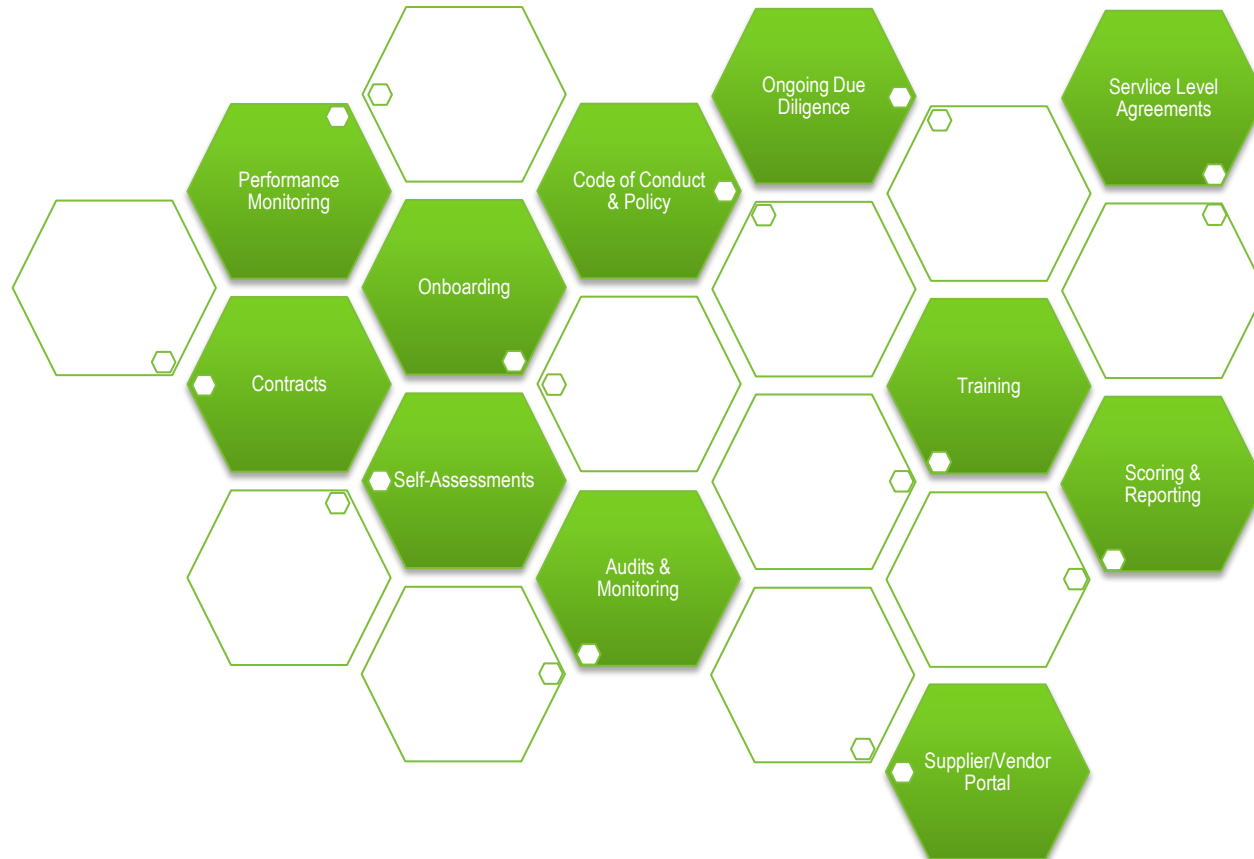 Ongoing Due
Diligence
Servlice Level
Agreements
Performance
Monitoring
Code of Conduct
& Policy
Onboarding
Contracts
Training
Self-Assessments
Scoring &
Reporting
Audits &
Monitoring
Supplier/Vendor
Portal